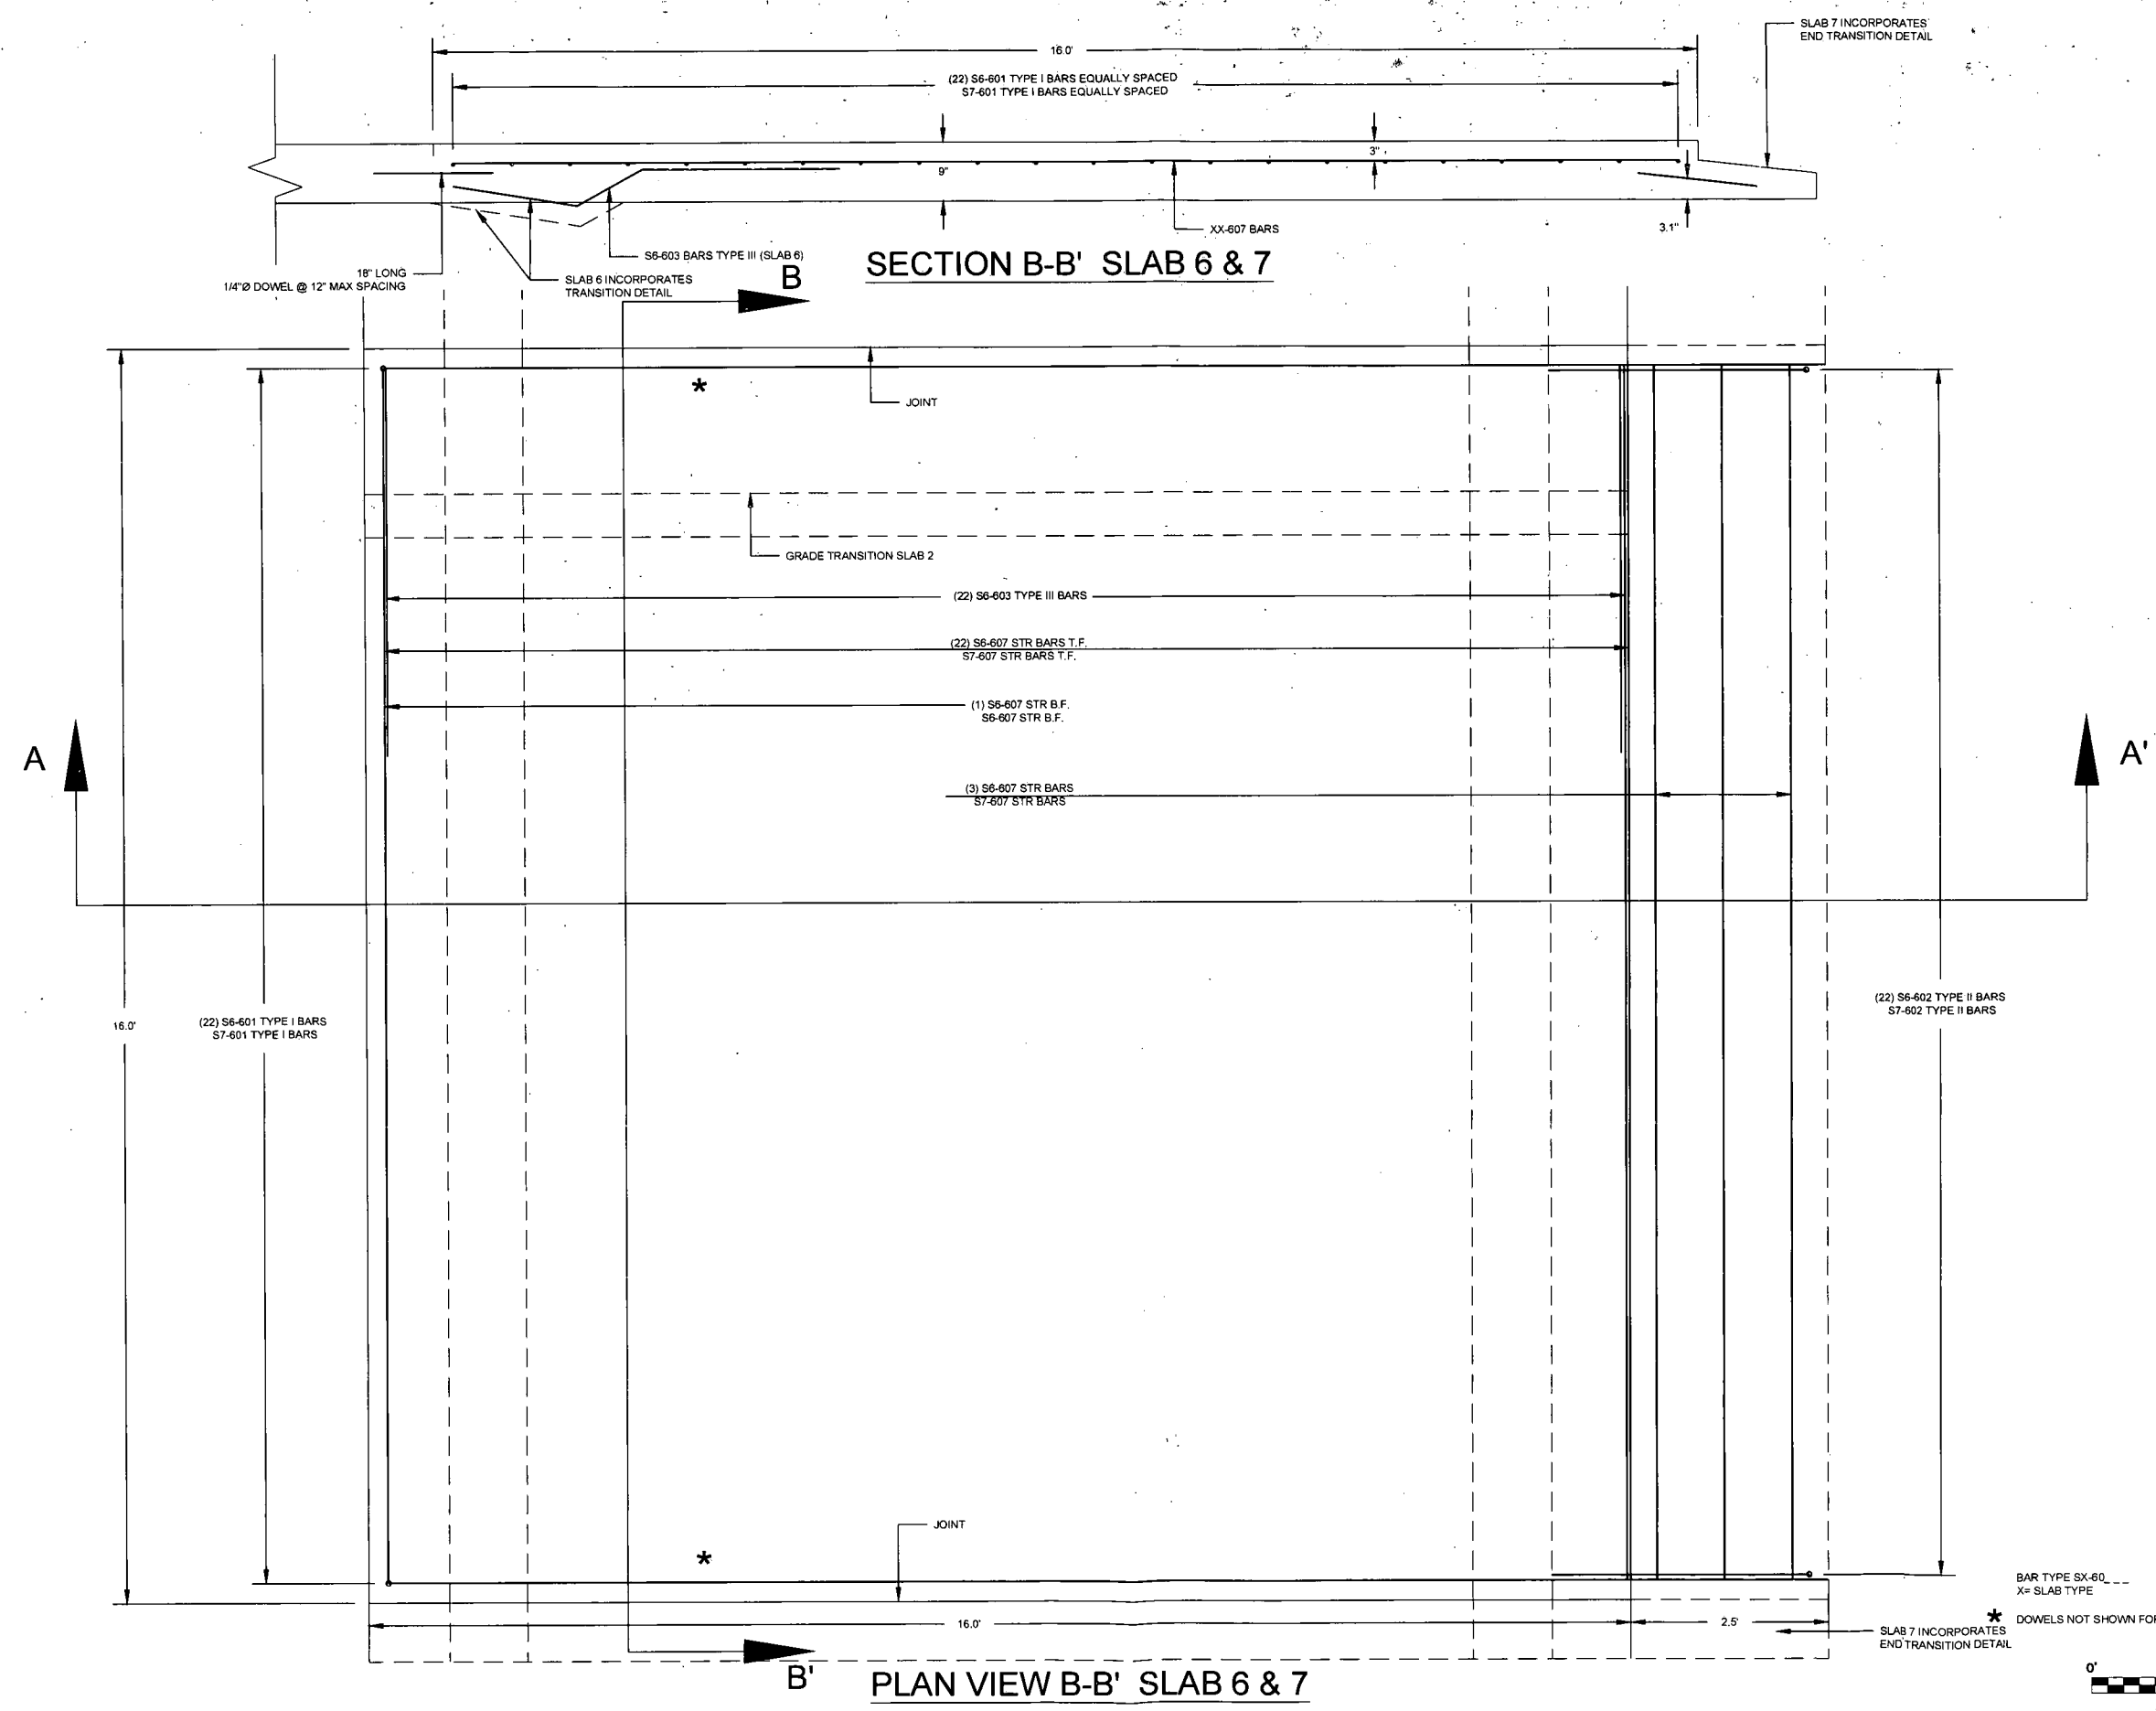 SLAB 7 INCORPORATES
END TRANSITION DETAIL
16.0'
(22) S6-601 TYPE I BARS EQUALLY SPACED
S7-601 TYPE I BARS EQUALLY SPACED
3"
9"
XX-607 BARS
3.1"
S6-603 BARS TYPE III (SLAB 6)
18" LONG
1/4"Ø DOWEL @ 12" MAX SPACING
SLAB 6 INCORPORATES
TRANSITION DETAIL
SECTION B-B' SLAB 6 & 7
B
JOINT
GRADE TRANSITION SLAB 2
(22) S6-603 TYPE III BARS
(22) S6-607 STR BARS T.F.
S7-607 STR BARS T.F.
(1) S6-607 STR B.F.
S6-607 STR B.F.
A
A'
(3) S6-607 STR BARS
S7-607 STR BARS
16.0'
(22) S6-601 TYPE I BARS
S7-601 TYPE I BARS
(22) S6-602 TYPE II BARS
S7-602 TYPE II BARS
JOINT
16.0'
2.5'
BAR TYPE SX-60_ _ _
X= SLAB TYPE
* DOWELS NOT SHOWN FOR
SLAB 7 INCORPORATES
END TRANSITION DETAIL
B'
PLAN VIEW B-B' SLAB 6 & 7
0'